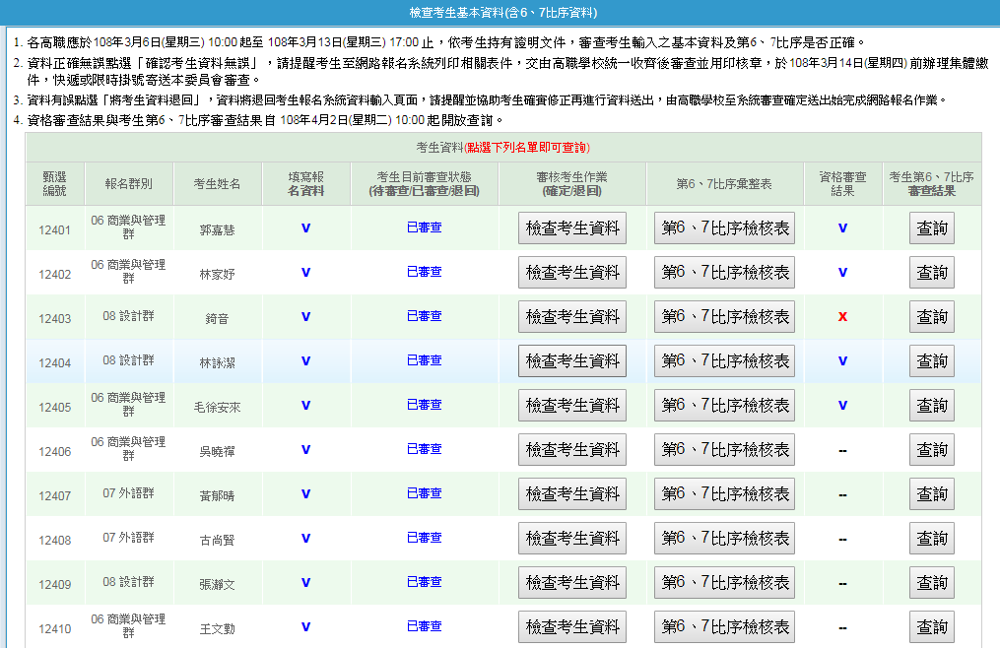 檢查考生基本資料(含6、7比序資料)
1. 各高職應於108年3月6日(星期三) 10:00 起至 108年3月13日(星期三) 17:00 止，依考生持有證明文件，審查考生輸入之基本資料及第6、7比序是否正確。
2. 資料正確無誤點選「確認考生資料無誤」，請提醒考生至網路報名系統列印相關表件，交由高職學校統一收齊後審查並用印核章，於 108年3月14日(星期四) 前辦理集體繳
件，快遞或限時掛號寄送本委員會審查。
3. 資料有誤點選「將考生資料退回」，資料將退回考生報名系統資料輸入頁面，請提醒並協助考生確實修正再進行資料送出，由高職學校至系統審查確定送出始完成網路報名作業。
4. 資格審查結果與考生第6、7比序審查結果自 108年4月2日(星期二) 10:00 起開放查詢。
考生資料(點選下列名單即可查詢)
甄選
編號
報名群別
考生姓名
填寫報
名資料
考生目前審查狀態
(待審查/已審查/退回)
審核考生作業
(確定/退回)
第6、7比序彙整表
資格審查
結果
考生第6、7比序
審查結果
12401 06 商業與管理
群 郭嘉慧 V 已審查 檢查考生資料 第6、7比序檢核表 V 查詢
12402 06 商業與管理
群 林家妤 V 已審查 檢查考生資料 第6、7比序檢核表 V 查詢
12403 08 設計群 錡音 V 已審查 檢查考生資料 第6、7比序檢核表 X 查詢
12404 08 設計群 林詠潔 V 已審查 檢查考生資料 第6、7比序檢核表 V 查詢
12405 06 商業與管理
群 毛徐安來 V 已審查 檢查考生資料 第6、7比序檢核表 V 查詢
12406 06 商業與管理
群 吳曉禪 V 已審查 檢查考生資料 第6、7比序檢核表 -- 查詢
12407 07 外語群 黃郁晴 V 已審查 檢查考生資料 第6、7比序檢核表 -- 查詢
12408 07 外語群 古尚賢 V 已審查 檢查考生資料 第6、7比序檢核表 -- 查詢
12409 08 設計群 張瀞文 V 已審查 檢查考生資料 第6、7比序檢核表 -- 查詢
12410 06 商業與管理
群 王文勤 V 已審查 檢查考生資料 第6、7比序檢核表 -- 查詢